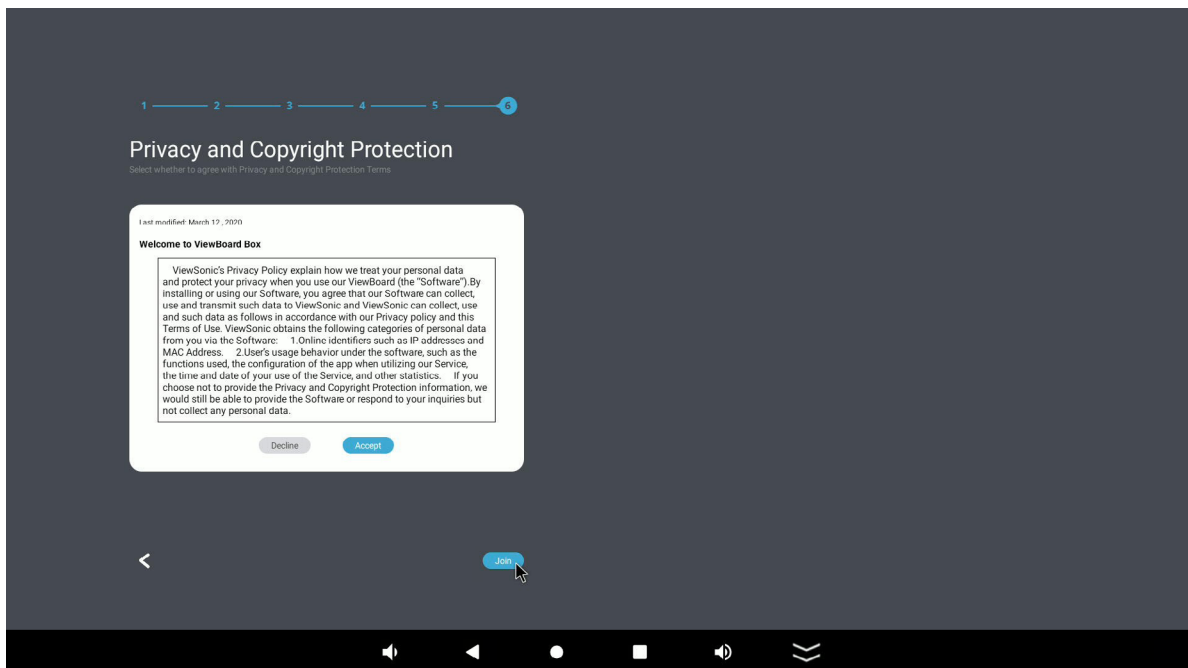 1 2 3 4 5 6
Privacy and Copyright Protection
Select whether to agree with Privacy and Copyright Protection Terms
Last modified: March 12 , 2020
Welcome to ViewBoard Box
ViewSonic's Privacy Policy explain how we treat your personal data
and protect your privacy when you use our ViewBoard (the "Software").By
installing or using our Software, you agree that our Software can collect,
use and transmit such data to ViewSonic and ViewSonic can collect, use
and such data as follows in accordance with our Privacy policy and this
Terms of Use. ViewSonic obtains the following categories of personal data
from you via the Software: 1.Online identifiers such as IP addresses and
MAC Address. 2.User's usage behavior under the software, such as the
functions used, the configuration of the app when utilizing our Service,
the time and date of your use of the Service, and other statistics. If you
choose not to provide the Privacy and Copyright Protection information, we
would still be able to provide the Software or respond to your inquiries but
not collect any personal data.
Decline Accept
Join